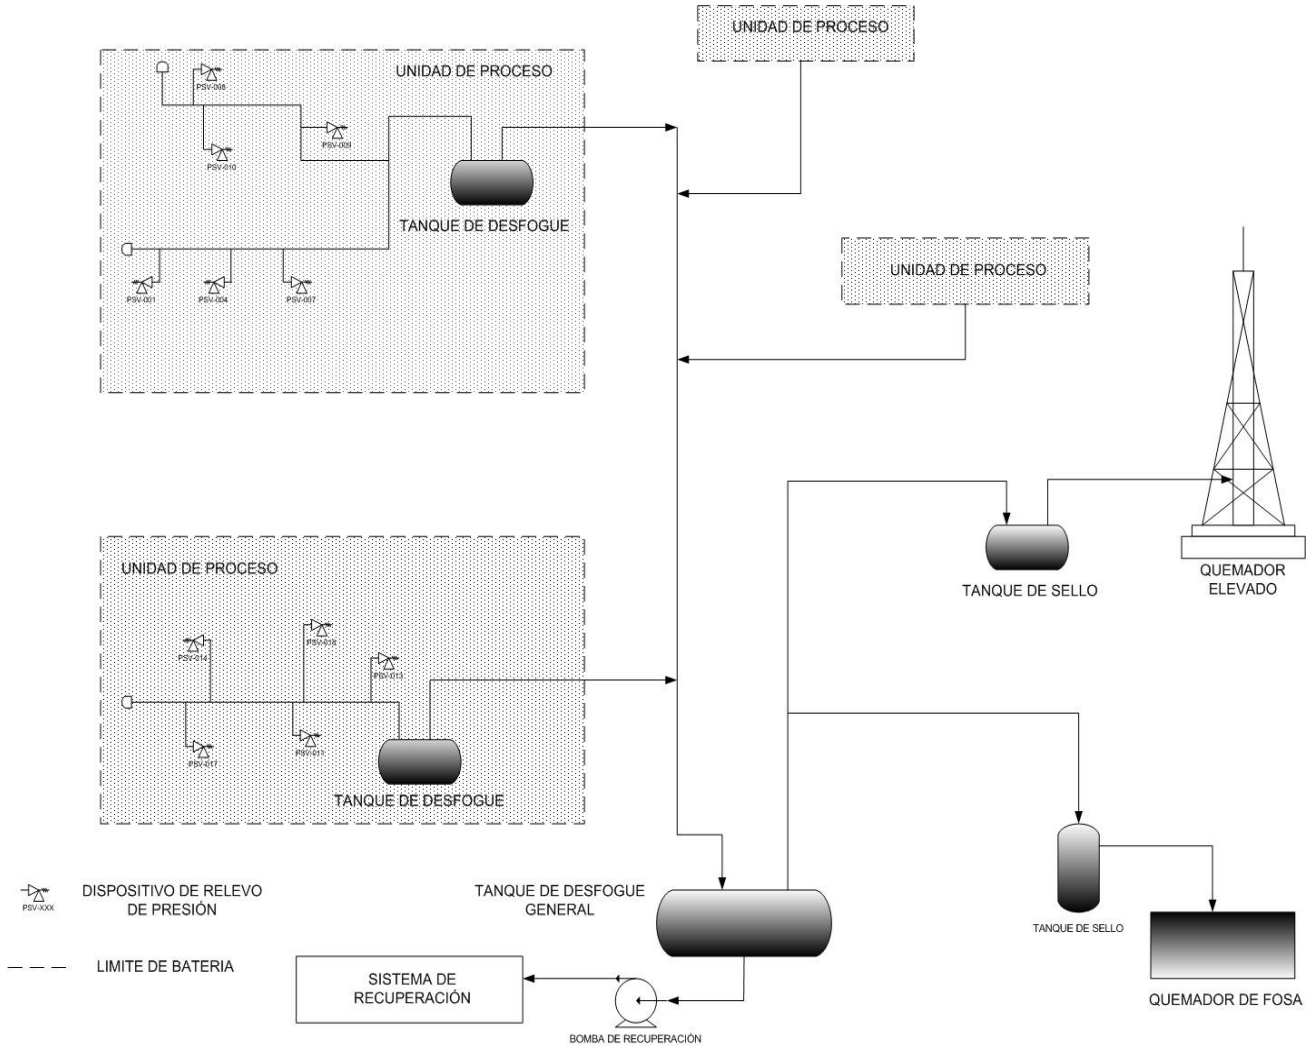 UNIDAD DE PROCESO
UNIDAD DE PROCESO
PSV-008
PSV-009
PSV-010
TANQUE DE DESFOGUE
UNIDAD DE PROCESO
PSV-001
PSV-004
PSV-007
UNIDAD DE PROCESO
QUEMADOR
ELEVADO
TANQUE DE SELLO
PSV-016
PSV-014
PSV-013
PSV-017
PSV-011
TANQUE DE DESFOGUE
PSV-XXX
DISPOSITIVO DE RELEVO
DE PRESIÓN
TANQUE DE DESFOGUE
GENERAL
TANQUE DE SELLO
LIMITE DE BATERIA
SISTEMA DE
RECUPERACIÓN
QUEMADOR DE FOSA
BOMBA DE RECUPERACIÓN